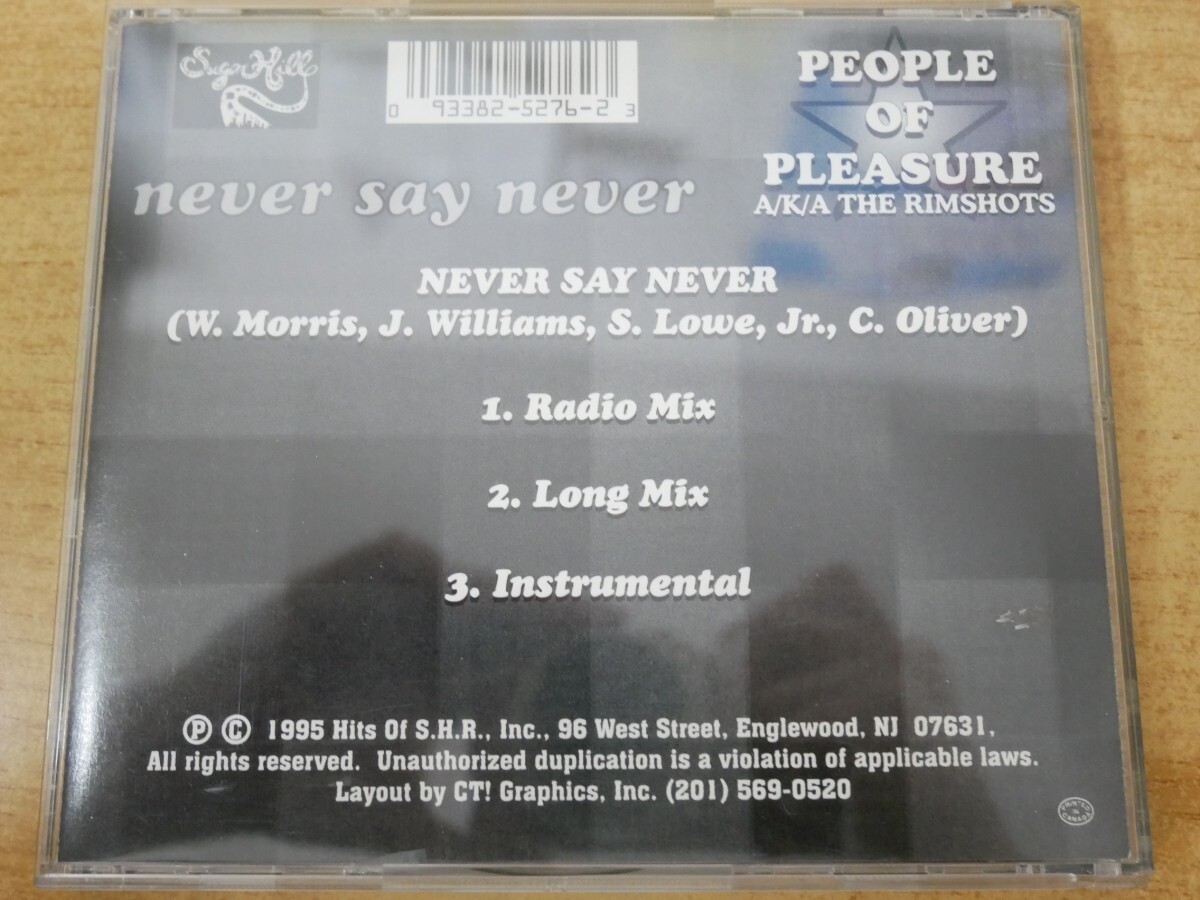 Sugar Hill
0 93382-5276-2 3
PEOPLE
OF
PLEASURE
A/K/A THE RIMSHOTS
never say never
NEVER SAY NEVER
(W. Morris, J. Williams, S. Lowe, Jr., C. Oliver)
1. Radio Mix
2. Long Mix
3. Instrumental
Ⓟ © 1995 Hits Of S.H.R., Inc., 96 West Street, Englewood, NJ 07631,
All rights reserved. Unauthorized duplication is a violation of applicable laws.
Layout by CT! Graphics, Inc. (201) 569-0520
PRINTED
IN
CANADA